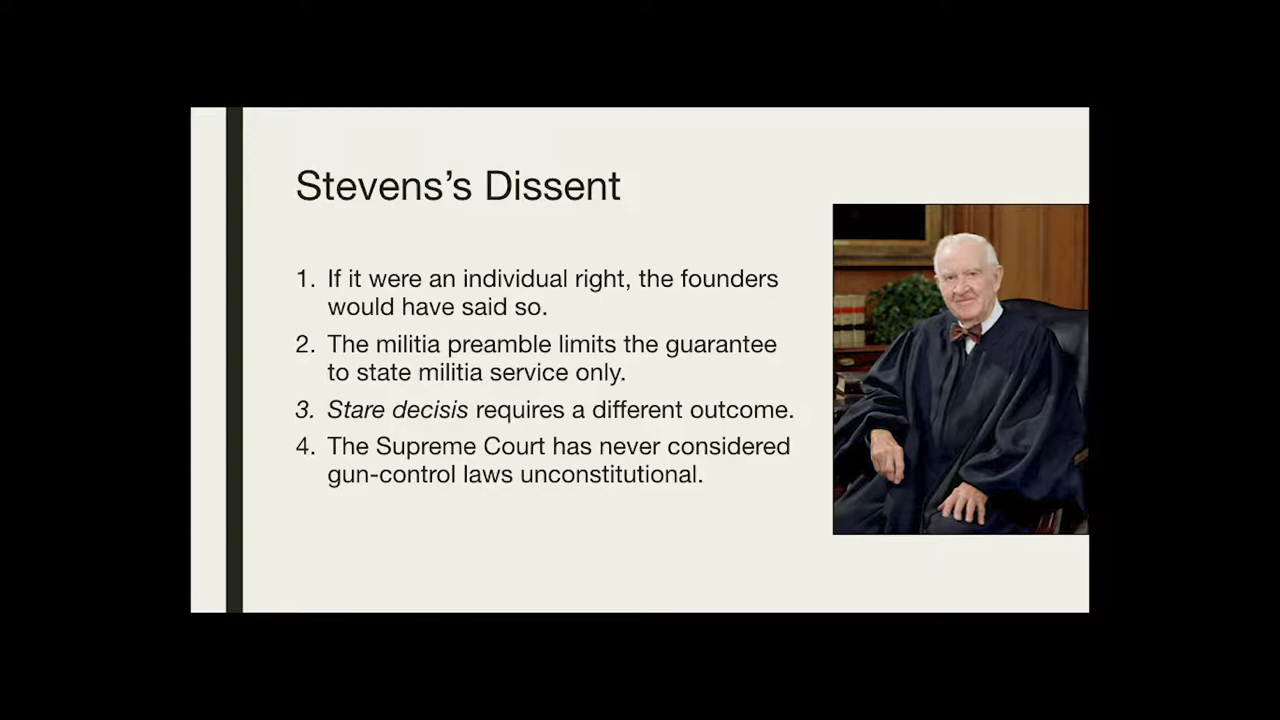 Stevens’s Dissent
1. If it were an individual right, the founders
would have said so.
2. The militia preamble limits the guarantee
to state militia service only.
3. Stare decisis requires a different outcome.
4. The Supreme Court has never considered
gun-control laws unconstitutional.